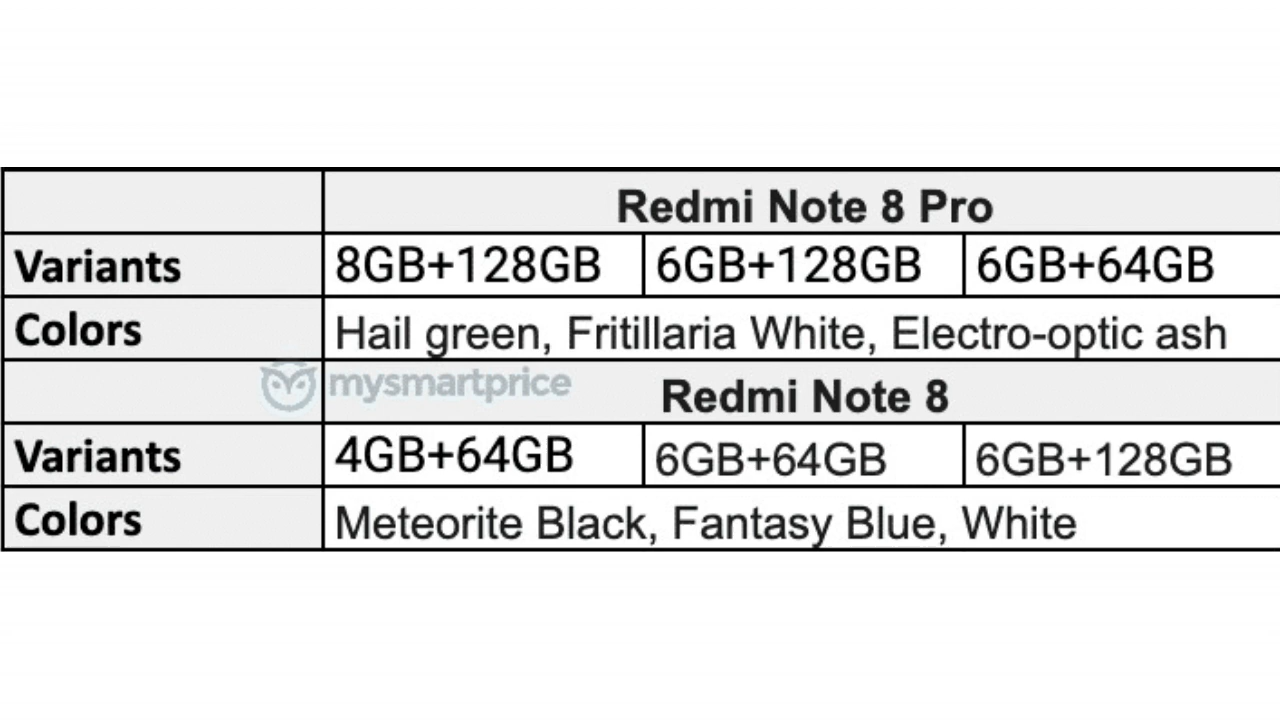 Redmi Note 8 Pro
Variants 8GB+128GB 6GB+128GB 6GB+64GB
Colors Hail green, Fritillaria White, Electro-optic ash
mysmartprice Redmi Note 8
Variants 4GB+64GB 6GB+64GB 6GB+128GB
Colors Meteorite Black, Fantasy Blue, White